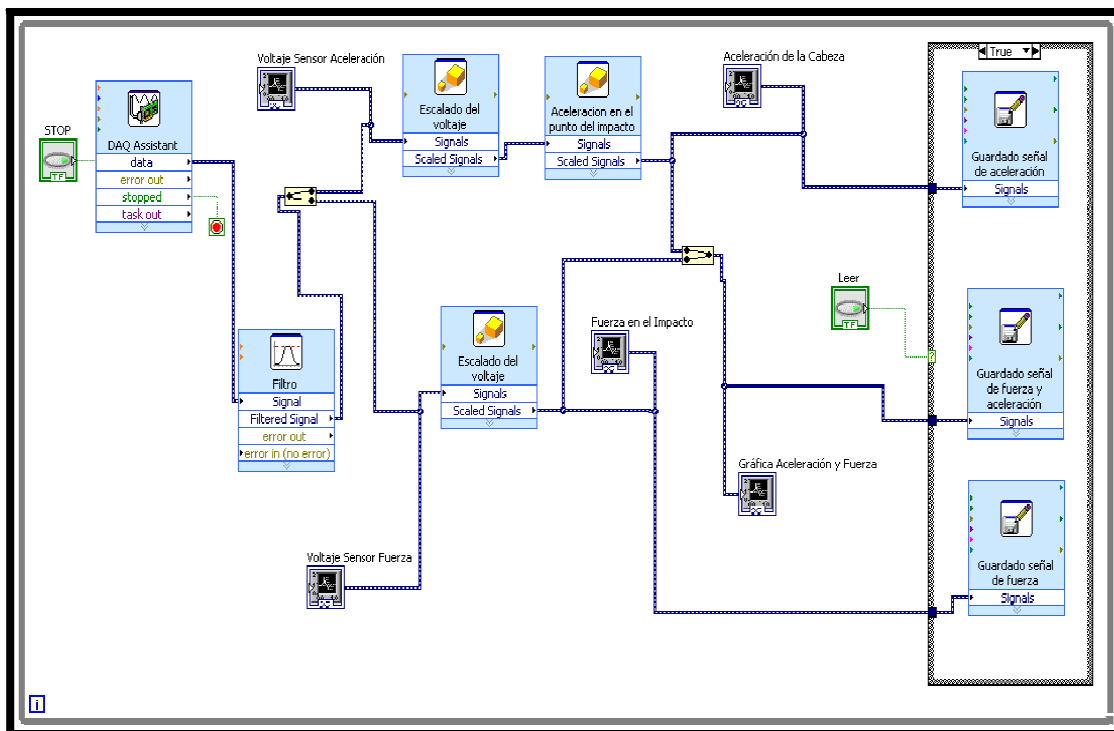 Voltaje Sensor Aceleración
STOP
TF
DAQ Assistant
data
error out
stopped
task out
Escalado del
voltaje
Signals
Scaled Signals
Aceleracion en el
punto del impacto
Signals
Scaled Signals
Aceleración de la Cabeza
True
Guardado señal
de aceleración
Signals
Filtro
Signal
Filtered Signal
error out
error in (no error)
Escalado del
voltaje
Signals
Scaled Signals
Fuerza en el Impacto
Leer
TF
?
Guardado señal
de fuerza y
aceleración
Signals
Gráfica Aceleración y Fuerza
Guardado señal
de fuerza
Signals
Voltaje Sensor Fuerza
i